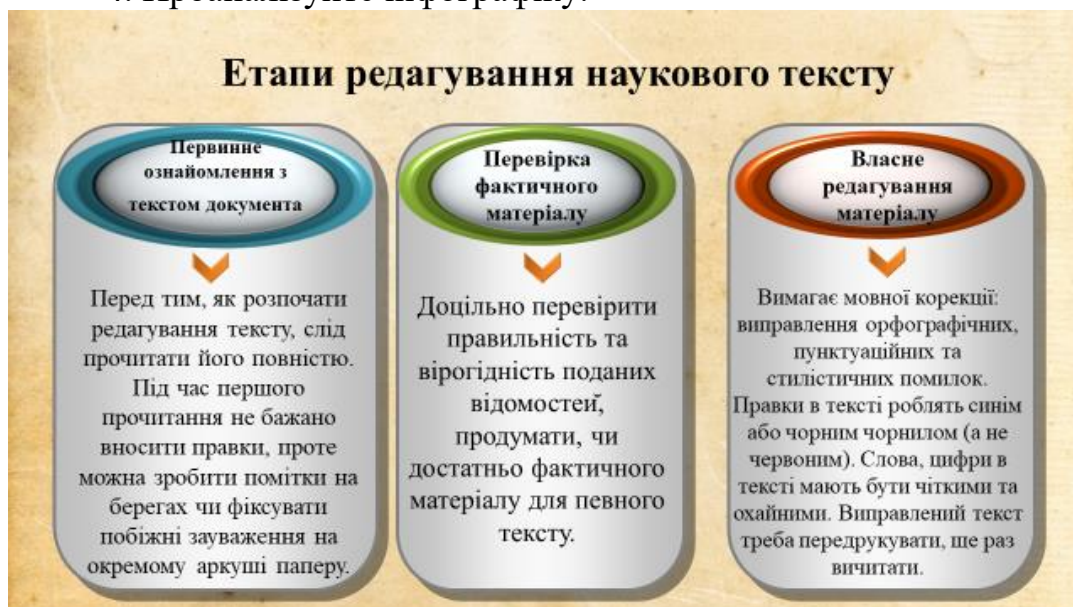 4. Проаналізуйте інфографіку.
Етапи редагування наукового тексту
Первинне
ознайомлення з
текстом документа
Перед тим, як розпочати
редагування тексту, слід
прочитати його повністю.
Під час першого
прочитання не бажано
вносити правки, проте
можна зробити помітки на
берегах чи фіксувати
побіжні зауваження на
окремому аркуші паперу.
Перевірка
фактичного
матеріалу
Доцільно перевірити
правильність та
вірогідність поданих
відомостей,
продумати, чи
достатньо фактичного
матеріалу для певного
тексту.
Власне
редагування
матеріалу
Вимагає мовної корекції:
виправлення орфографічних,
пунктуаційних та
стилістичних помилок.
Правки в тексті роблять синім
або чорним чорнилом (а не
червоним). Слова, цифри в
тексті мають бути чіткими та
охайними. Виправлений текст
треба передрукувати, ще раз
вичитати.